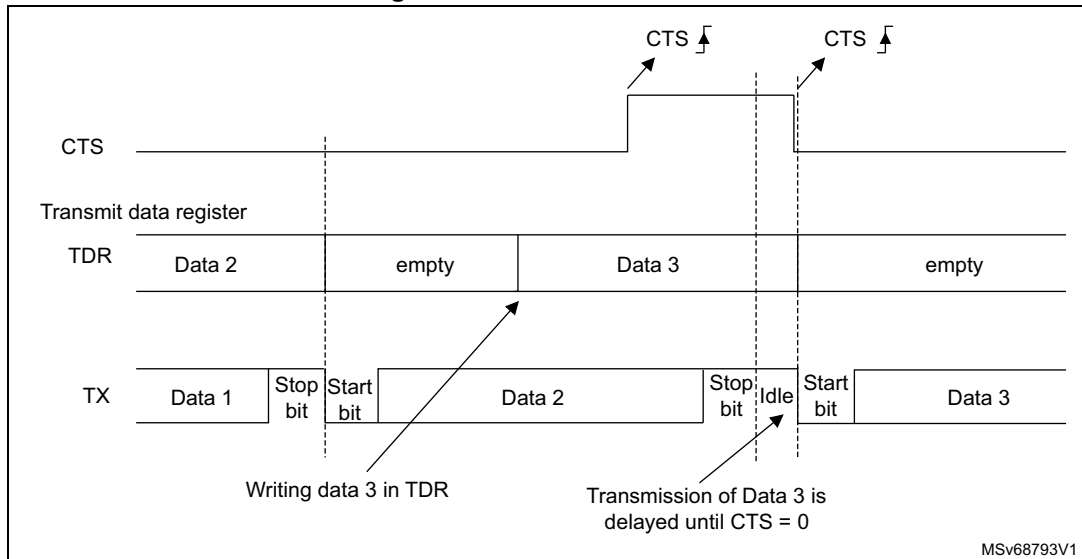 CTS CTS
CTS
Transmit data register
TDR Data 2 empty Data 3 empty
TX Data 1 Stop bit Start bit Data 2 Stop bit Idle Start bit Data 3
Writing data 3 in TDR
Transmission of Data 3 is
delayed until CTS = 0
MSv68793V1